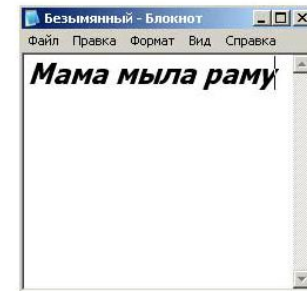 Безымянный - Блокнот
Файл Правка Формат Вид Справка
Мама мыла раму